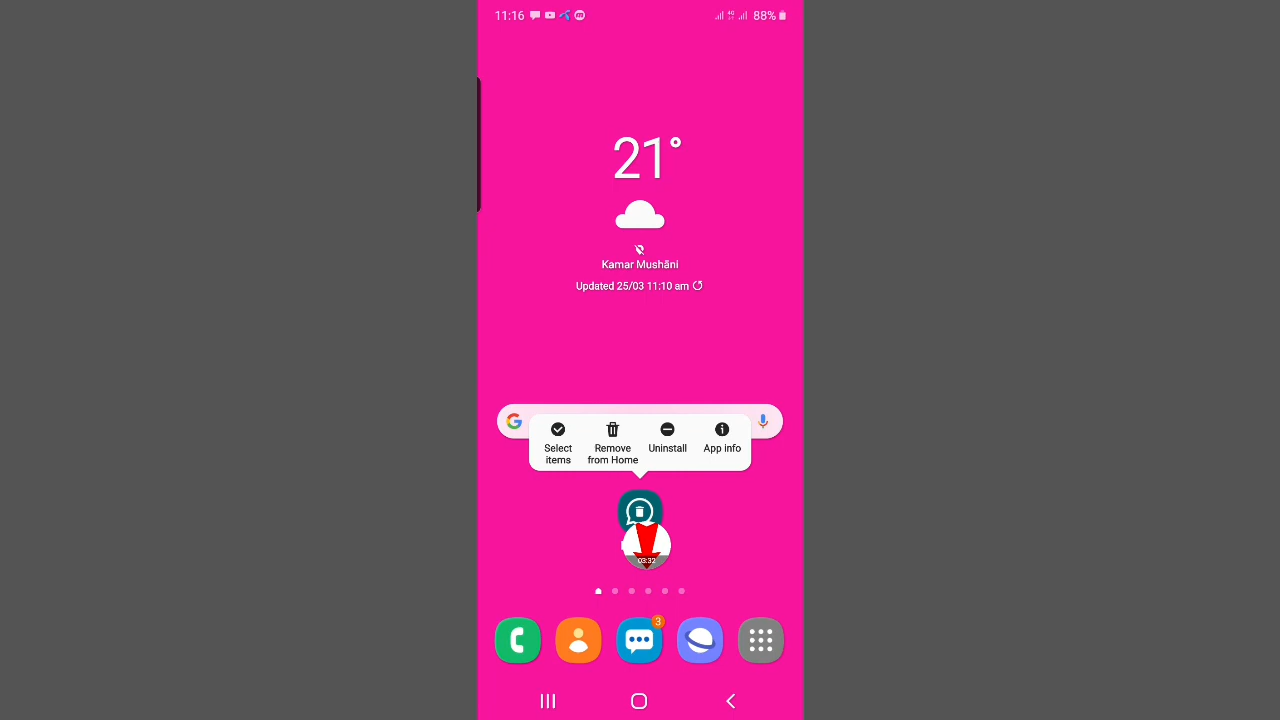 11:16
4G
88%
21°
Kamar Mushāni
Updated 25/03 11:10 am
Select items
Remove from Home
Uninstall
App info
03:32
3